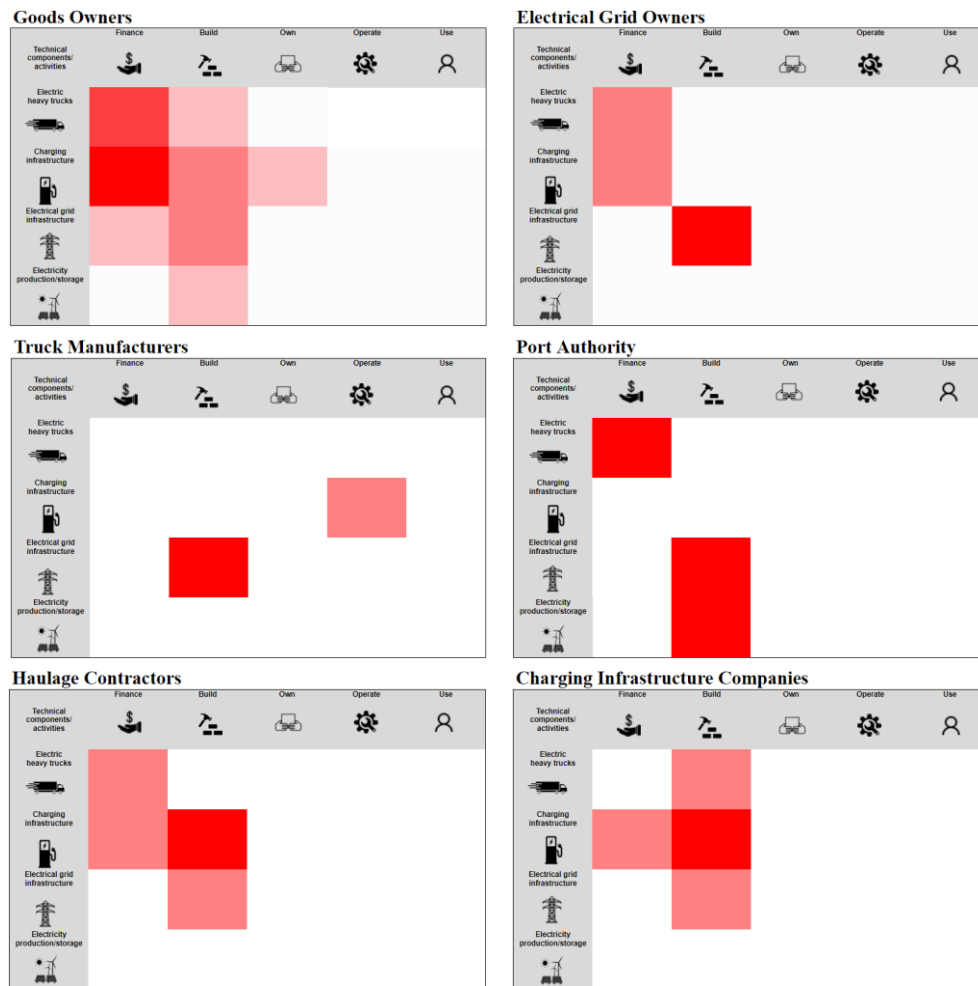 Goods Owners
Finance Build Own Operate Use
Technical
components/
activities
$
Electric
heavy trucks
Charging
infrastructure
Electrical grid
infrastructure
Electricity
production/storage
Electrical Grid Owners
Finance Build Own Operate Use
Technical
components/
activities
$
Electric
heavy trucks
Charging
infrastructure
Electrical grid
infrastructure
Electricity
production/storage
Truck Manufacturers
Finance Build Own Operate Use
Technical
components/
activities
$
Electric
heavy trucks
Charging
infrastructure
Electrical grid
infrastructure
Electricity
production/storage
Port Authority
Finance Build Own Operate Use
Technical
components/
activities
$
Electric
heavy trucks
Charging
infrastructure
Electrical grid
infrastructure
Electricity
production/storage
Haulage Contractors
Finance Build Own Operate Use
Technical
components/
activities
$
Electric
heavy trucks
Charging
infrastructure
Electrical grid
infrastructure
Electricity
production/storage
Charging Infrastructure Companies
Finance Build Own Operate Use
Technical
components/
activities
$
Electric
heavy trucks
Charging
infrastructure
Electrical grid
infrastructure
Electricity
production/storage